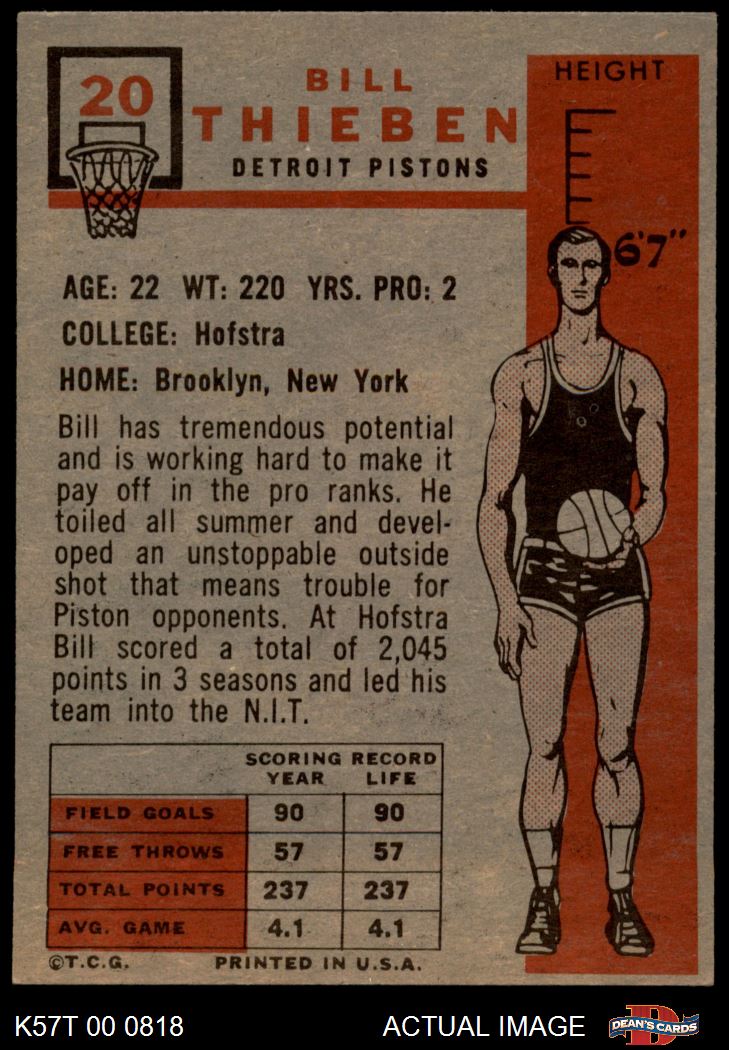 20
BILL
THIEBEN
DETROIT PISTONS
HEIGHT
6'7"
AGE: 22 WT: 220 YRS. PRO: 2
COLLEGE: Hofstra
HOME: Brooklyn, New York
Bill has tremendous potential
and is working hard to make it
pay off in the pro ranks. He
toiled all summer and devel-
oped an unstoppable outside
shot that means trouble for
Piston opponents. At Hofstra
Bill scored a total of 2,045
points in 3 seasons and led his
team into the N.I.T.
SCORING RECORD
YEAR LIFE
FIELD GOALS 90 90
FREE THROWS 57 57
TOTAL POINTS 237 237
AVG. GAME 4.1 4.1
©T.C.G. PRINTED IN U.S.A.
K57T 00 0818 ACTUAL IMAGE D DEAN'S CARDS